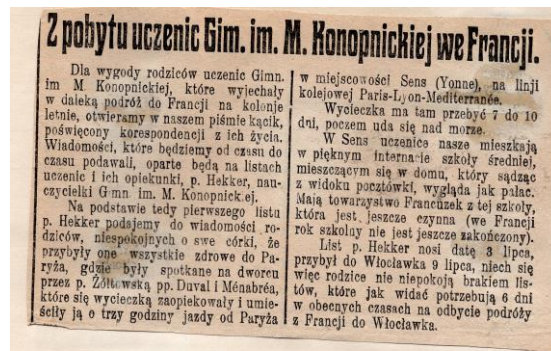 Z pobytu uczenic Gim. im. M. Konopnickiej we Francji.
Dla wygody rodziców uczenic Gimn.
im M. Konopnickiej, które wyjechały
w daleką podróż do Francji na kolonje
letnie, otwieramy w naszem piśmie kącik,
poświęcony korespondencji z ich życia.
Wiadomości, które będziemy od czasu do
czasu podawali, oparte będą na listach
uczenic i ich opiekunki, p. Hekker, nau-
czycielki Gimn. im. M. Konopnickiej.
Na podstawie tedy pierwszego listu
p. Hekker podajemy do wiadomości ro-
dziców, niespokojnych o swe córki, że
przybyły one wszystkie zdrowe do Pa-
ryża, gdzie były spotkane na dworcu
przez p. Żółtowską pp. Duval i Ménabréa,
które się wycieczką zaopiekowały i umie-
ściły ją o trzy godziny jazdy od Paryża
w miejscowości Sens (Yonne), na linji
kolejowej Paris-Lyon-Mediterranée.
Wycieczka ma tam przebyć 7 do 10
dni, poczem uda się nad morze.
W Sens uczenice nasze mieszkają
w pięknym internacie szkoły średniej,
mieszczącym się w domu, który sądząc
z widoku pocztówki, wygląda jak pałac.
Mają towarzystwo Francuzek z tej szkoły,
która jest jeszcze czynna (we Francji
rok szkolny nie jest jeszcze zakończony).
List p. Hekker nosi datę 3 lipca,
przybył do Włocławka 9 lipca, niech się
więc rodzice nie niepokoją brakiem lis-
tów, które jak widać potrzebują 6 dni
w obecnych czasach na odbycie podróży
z Francji do Włocławka.